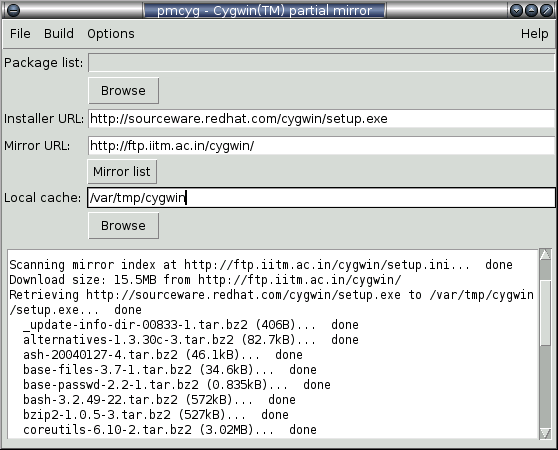 pmcyg - Cygwin(TM) partial mirror
File Build Options Help
Package list:
Browse
Installer URL: http://sourceware.redhat.com/cygwin/setup.exe
Mirror URL: http://ftp.iitm.ac.in/cygwin/
Mirror list
Local cache: /var/tmp/cygwin
Browse
Scanning mirror index at http://ftp.iitm.ac.in/cygwin/setup.ini... done
Download size: 15.5MB from http://ftp.iitm.ac.in/cygwin/
Retrieving http://sourceware.redhat.com/cygwin/setup.exe to /var/tmp/cygwin
/setup.exe... done
_update-info-dir-00833-1.tar.bz2 (406B)... done
alternatives-1.3.30c-3.tar.bz2 (82.7kB)... done
ash-20040127-4.tar.bz2 (46.1kB)... done
base-files-3.7-1.tar.bz2 (34.6kB)... done
base-passwd-2.2-1.tar.bz2 (0.835kB)... done
bash-3.2.49-22.tar.bz2 (572kB)... done
bzip2-1.0.5-3.tar.bz2 (527kB)... done
coreutils-6.10-2.tar.bz2 (3.02MB)... done